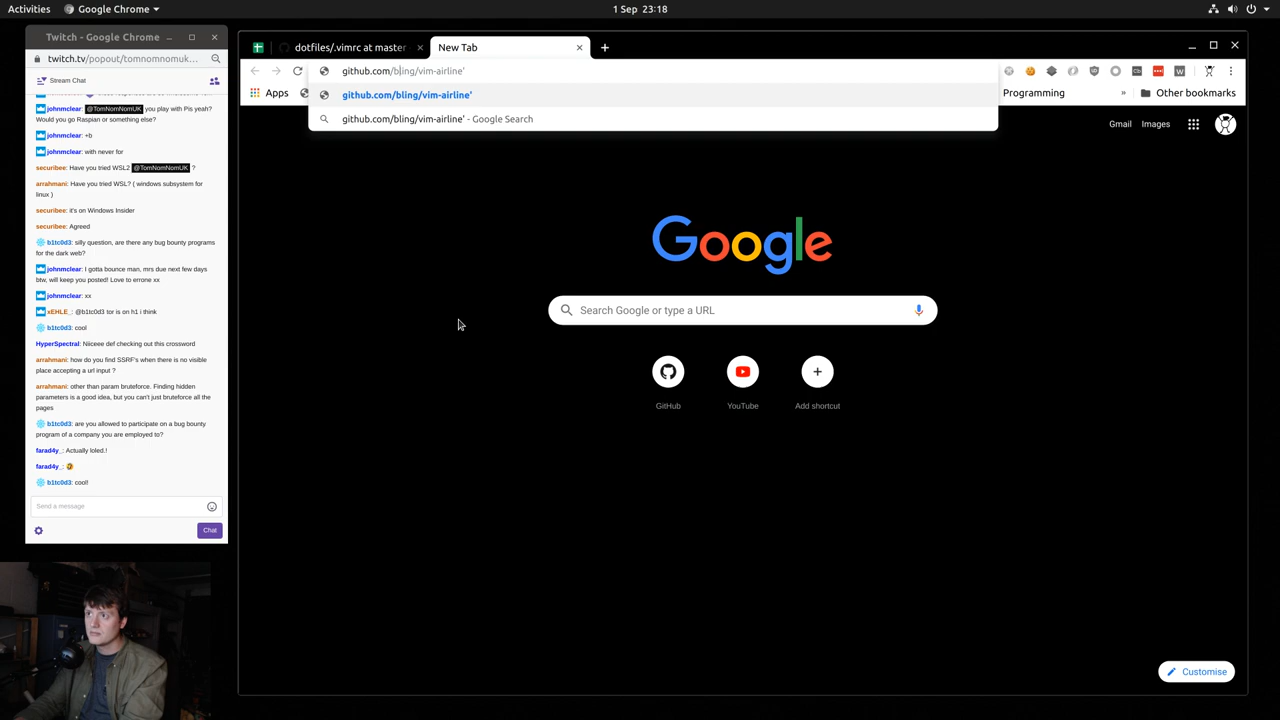 Activities
Google Chrome
1 Sep 23:18
Twitch - Google Chrome
twitch.tv/popout/tomnomnomuk...
Stream Chat
johnmclear: @TomNomNomUK you play with Pis yeah?
Would you go Raspian or something else?
johnmclear: +b
johnmclear: with never for
securibee: Have you tried WSL2 @TomNomNomUK ?
arrahmani: Have you tried WSL? ( windows subsystem for
linux )
securibee: it's on Windows Insider
securibee: Agreed
b1tc0d3: silly question, are there any bug bounty programs
for the dark web?
johnmclear: I gotta bounce man, mrs due next few days
btw, will keep you posted! Love to errone xx
johnmclear: xx
xEHLE_: @b1tc0d3 tor is on h1 i think
b1tc0d3: cool
HyperSpectral: Niiceee def checking out this crossword
arrahmani: how do you find SSRF's when there is no visible
place accepting a url input ?
arrahmani: other than param bruteforce. Finding hidden
parameters is a good idea, but you can't just bruteforce all the
pages
b1tc0d3: are you allowed to participate on a bug bounty
program of a company you are employed to?
farad4y_: Actually loled.!
farad4y_: 🤣
b1tc0d3: cool!
Send a message
Chat
dotfiles/.vimrc at master
New Tab
github.com/bling/vim-airline'
github.com/bling/vim-airline'
github.com/bling/vim-airline' - Google Search
Apps
Programming
»
Other bookmarks
Gmail
Images
Google
Search Google or type a URL
GitHub
YouTube
Add shortcut
Customise